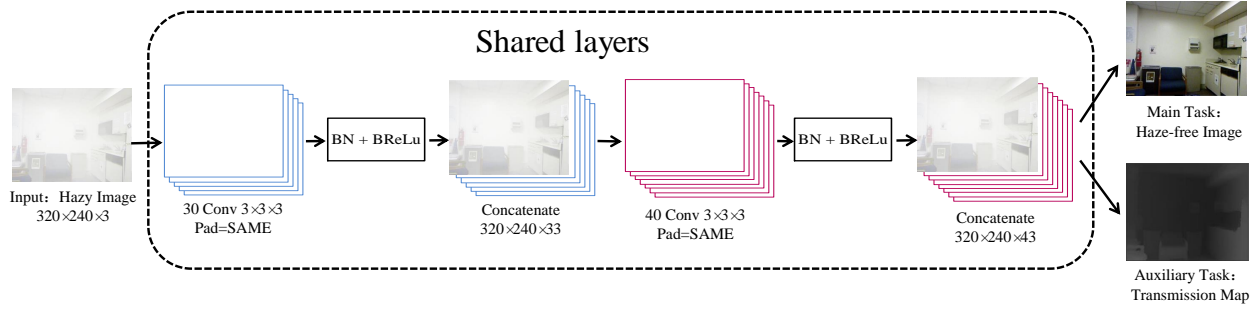 Shared layers
Input: Hazy Image
320×240×3
30 Conv 3×3×3
Pad=SAME
BN + BReLu
Concatenate
320×240×33
40 Conv 3×3×3
Pad=SAME
BN + BReLu
Concatenate
320×240×43
Main Task:
Haze-free Image
Auxiliary Task:
Transmission Map